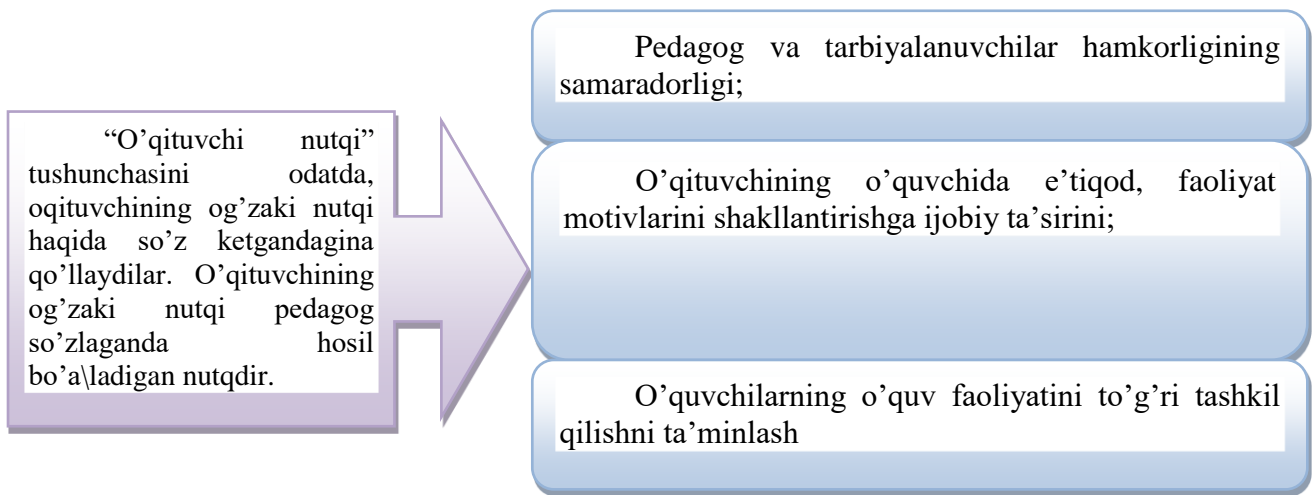 “O’qituvchi nutqi”
tushunchasini odatda,
oqituvchining og’zaki nutqi
haqida so’z ketgandagina
qo’llaydilar. O’qituvchining
og’zaki nutqi pedagog
so’zlaganda hosil
bo’a\ladigan nutqdir.
Pedagog va tarbiyalanuvchilar hamkorligining
samaradorligi;
O’qituvchining o’quvchida e’tiqod, faoliyat
motivlarini shakllantirishga ijobiy ta’sirini;
O’quvchilarning o’quv faoliyatini to’g’ri tashkil
qilishni ta’minlash